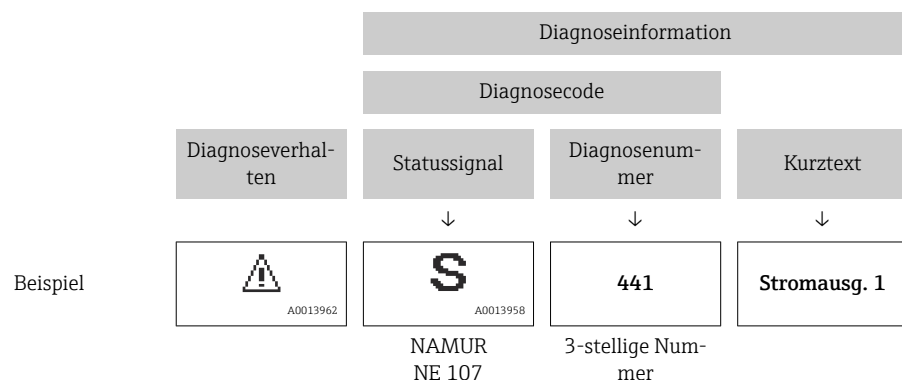 Diagnoseinformation
Diagnosecode
Diagnoseverhal-
ten
Statussignal
Diagnosenum-
mer
Kurztext
↓ ↓ ↓
Beispiel
A0013962
S
A0013958
441
Stromausg. 1
NAMUR
NE 107
3-stellige Num-
mer